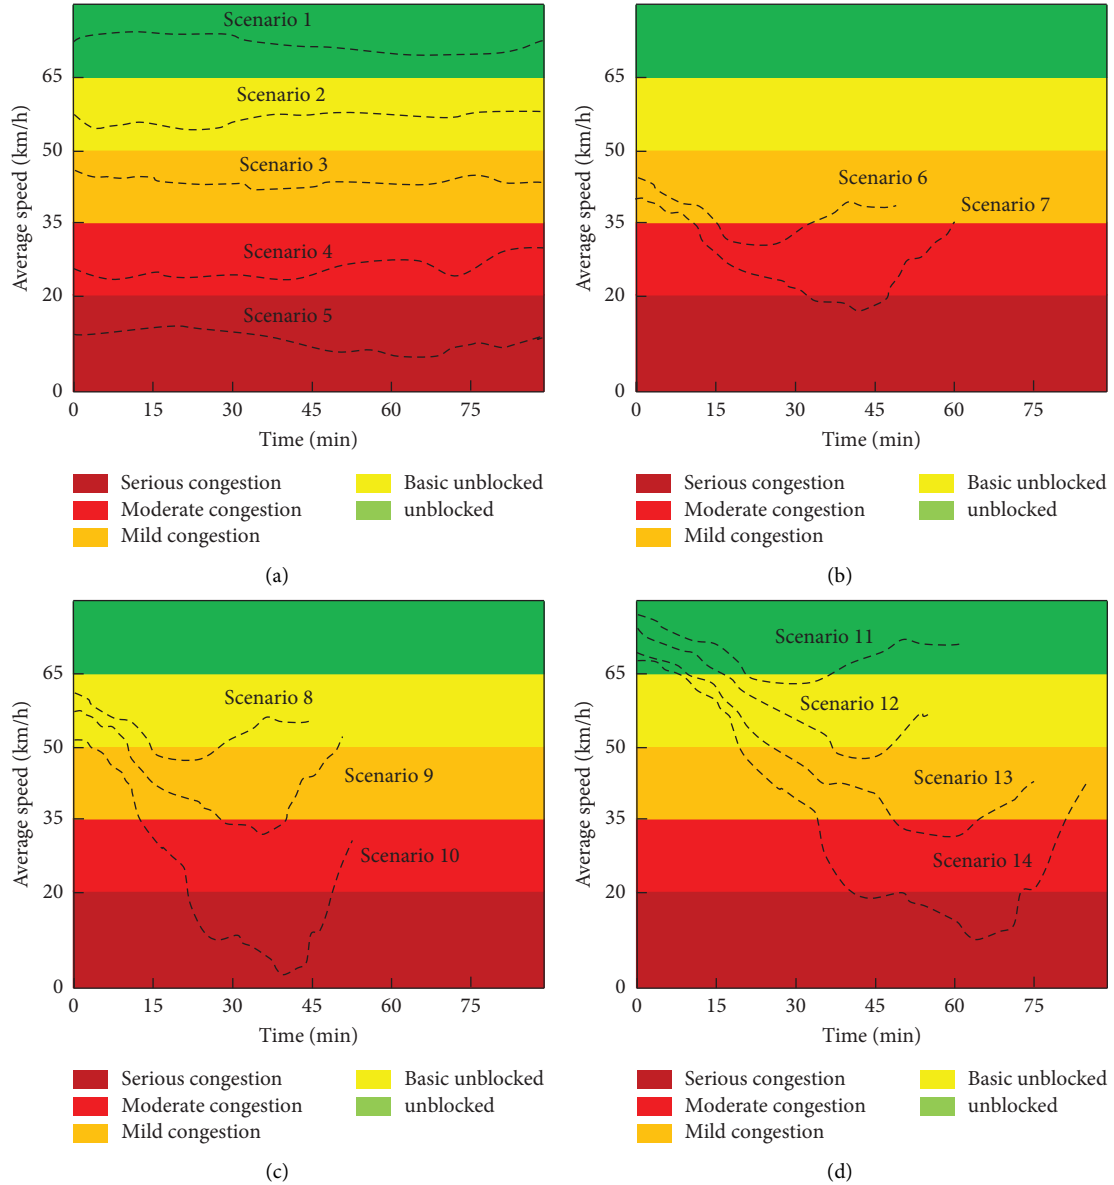 Scenario 1
Scenario 2
Scenario 3
Scenario 4
Scenario 5
65
50
35
20
0
Average speed (km/h)
0 15 30 45 60 75
Time (min)
Serious congestion
Moderate congestion
Mild congestion
Basic unblocked
unblocked
(a)
Scenario 6
Scenario 7
65
50
35
20
0
Average speed (km/h)
0 15 30 45 60 75
Time (min)
Serious congestion
Moderate congestion
Mild congestion
Basic unblocked
unblocked
(b)
Scenario 8
Scenario 9
Scenario 10
65
50
35
20
0
Average speed (km/h)
0 15 30 45 60 75
Time (min)
Serious congestion
Moderate congestion
Mild congestion
Basic unblocked
unblocked
(c)
Scenario 11
Scenario 12
Scenario 13
Scenario 14
65
50
35
20
0
Average speed (km/h)
0 15 30 45 60 75
Time (min)
Serious congestion
Moderate congestion
Mild congestion
Basic unblocked
unblocked
(d)